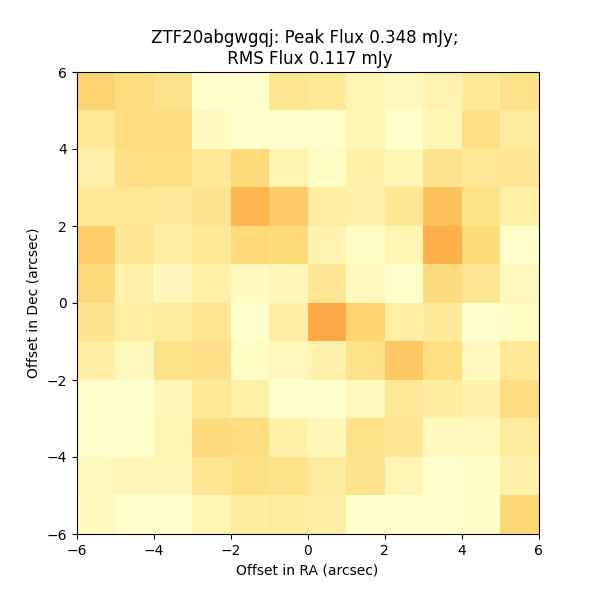 ZTF20abgwgqj: Peak Flux 0.348 mJy;
RMS Flux 0.117 mJy
6
4
2
0
−2
−4
−6
Offset in Dec (arcsec)
−6 −4 −2 0 2 4 6
Offset in RA (arcsec)